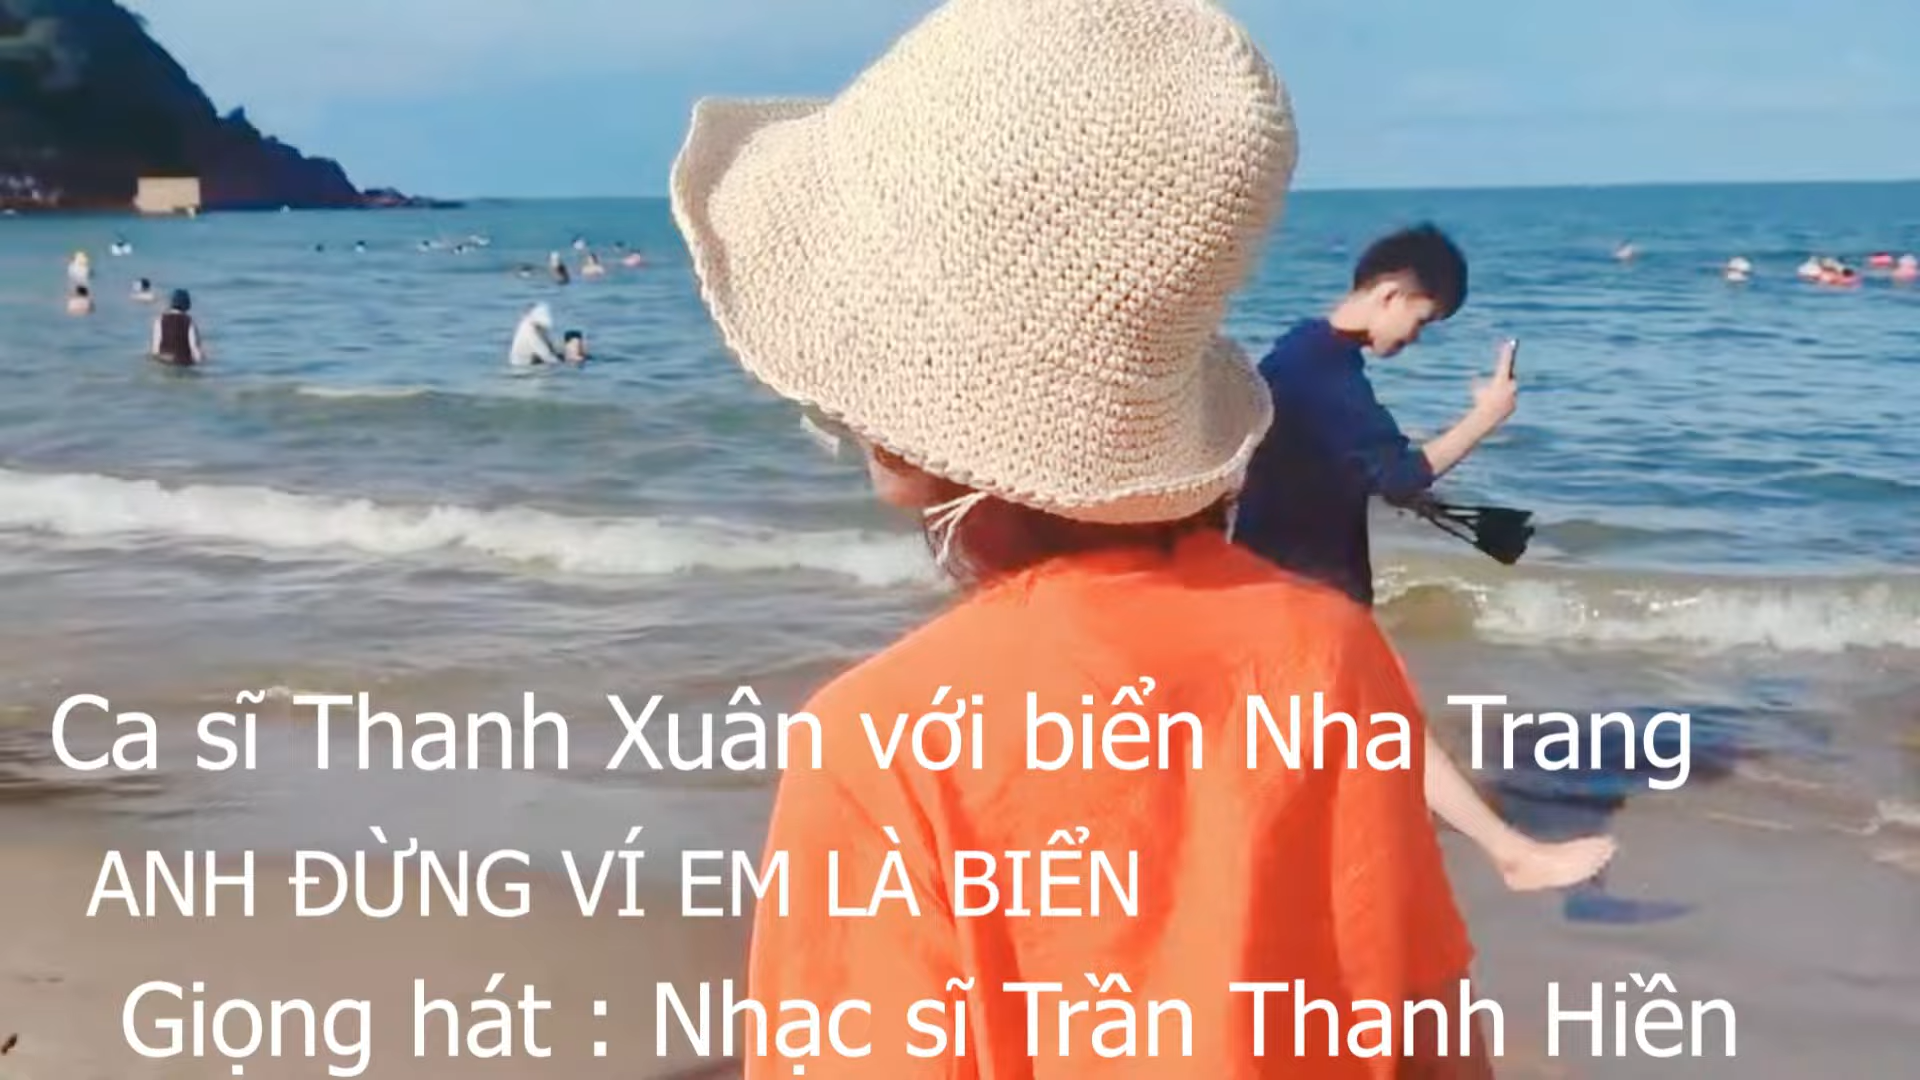 Ca sĩ Thanh Xuân với biển Nha Trang
ANH ĐỪNG VÍ EM LÀ BIỂN
Giọng hát : Nhạc sĩ Trần Thanh Hiền